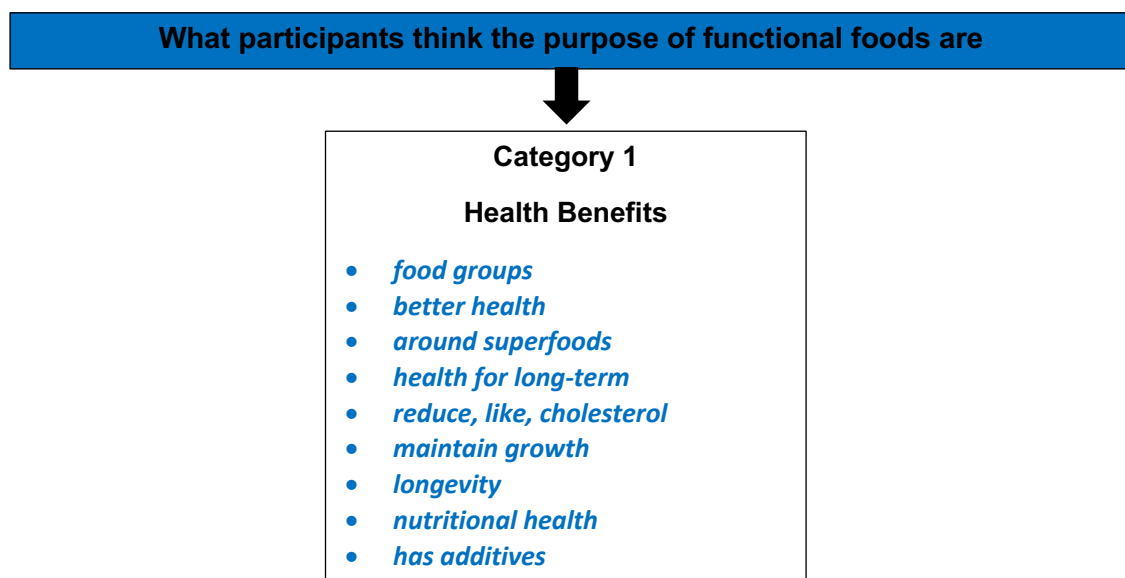 What participants think the purpose of functional foods are
Category 1
Health Benefits
• food groups
• better health
• around superfoods
• health for long-term
• reduce, like, cholesterol
• maintain growth
• longevity
• nutritional health
• has additives